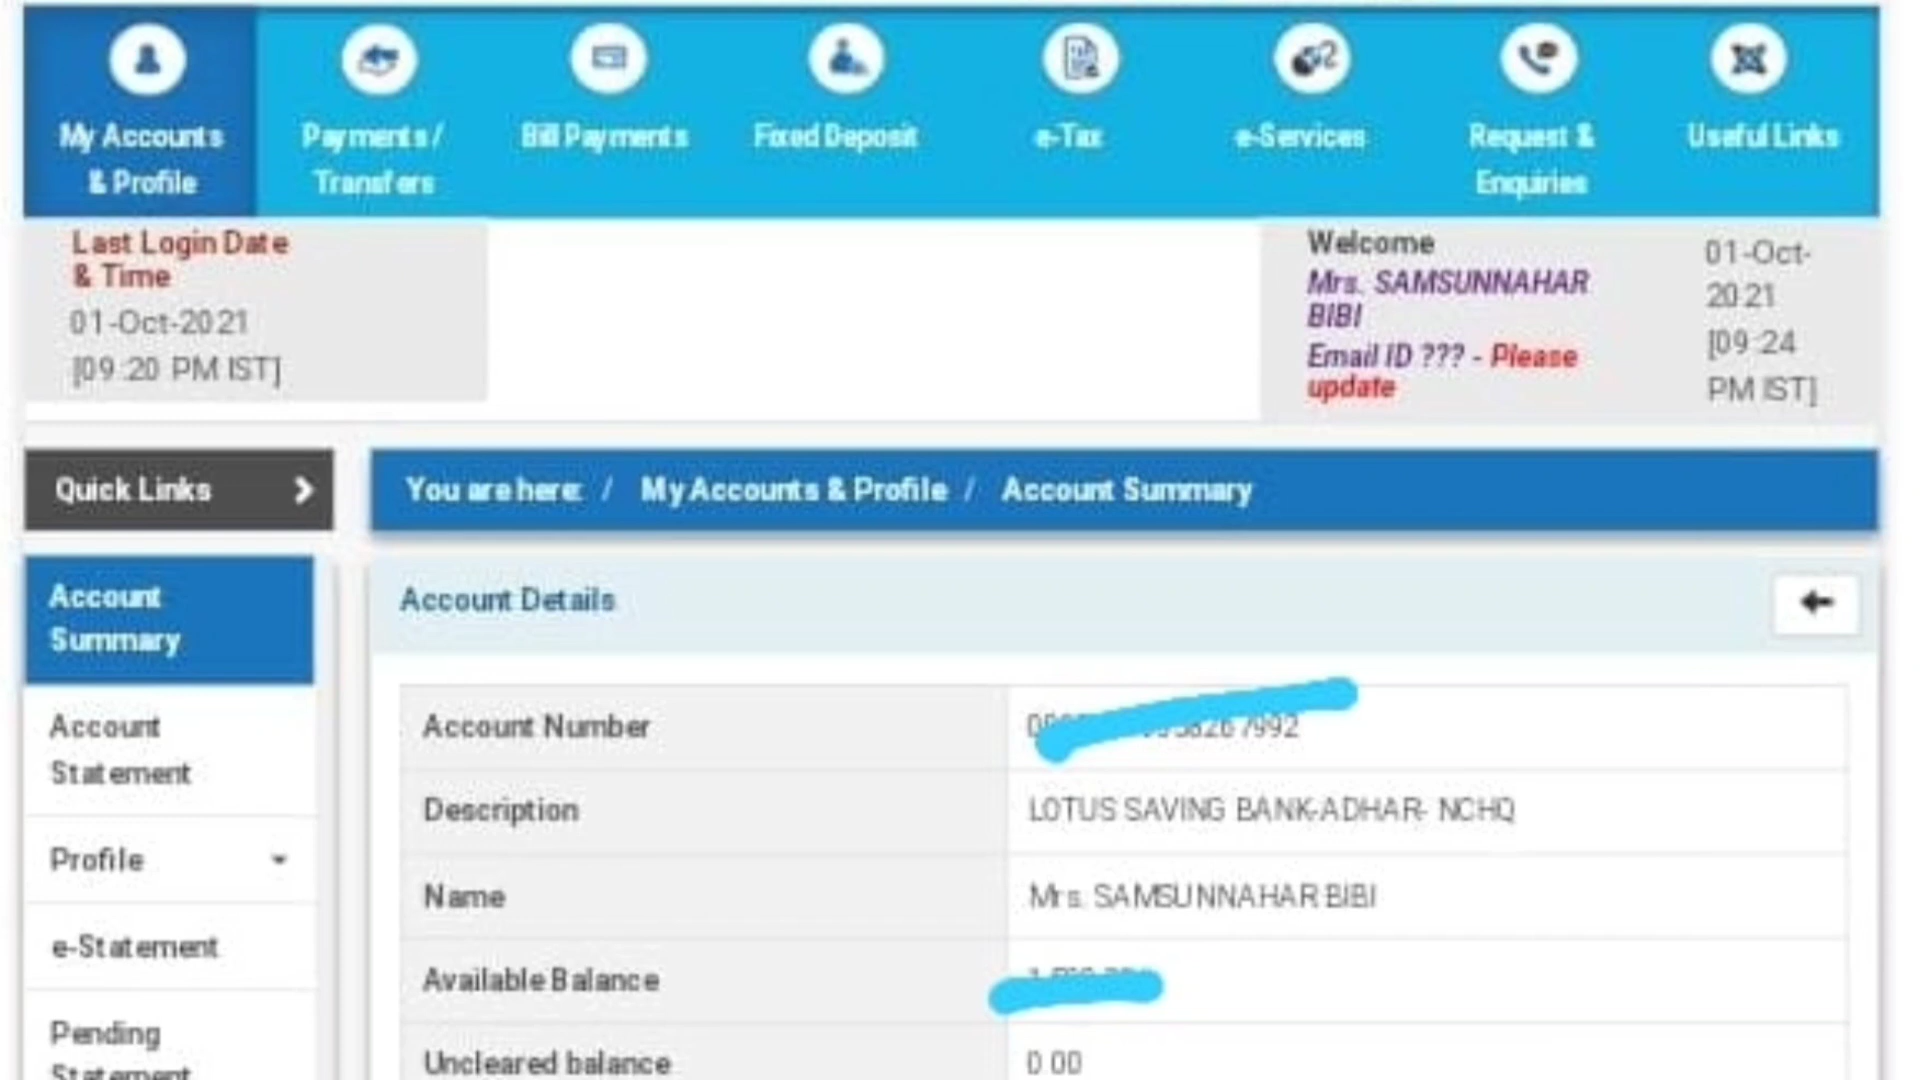 My Accounts
& Profile
Payments /
Transfers
Bill Payments
Fixed Deposit
e-Tax
e-Services
Request &
Enquiries
Useful Links
Last Login Date
& Time
01-Oct-2021
[09:20 PM IST]
Welcome
Mrs. SAMSUNNAHAR
BIBI
Email ID ??? - Please
update
01-Oct-
2021
[09:24
PM IST]
Quick Links
You are here: / My Accounts & Profile / Account Summary
Account
Summary
Account
Statement
Profile
e-Statement
Pending
Statement
Account Details
Account Number
Description LOTUS SAVING BANK-ADHAR- NCHQ
Name Mrs. SAMSUNNAHAR BIBI
Available Balance
Uncleared balance 0.00